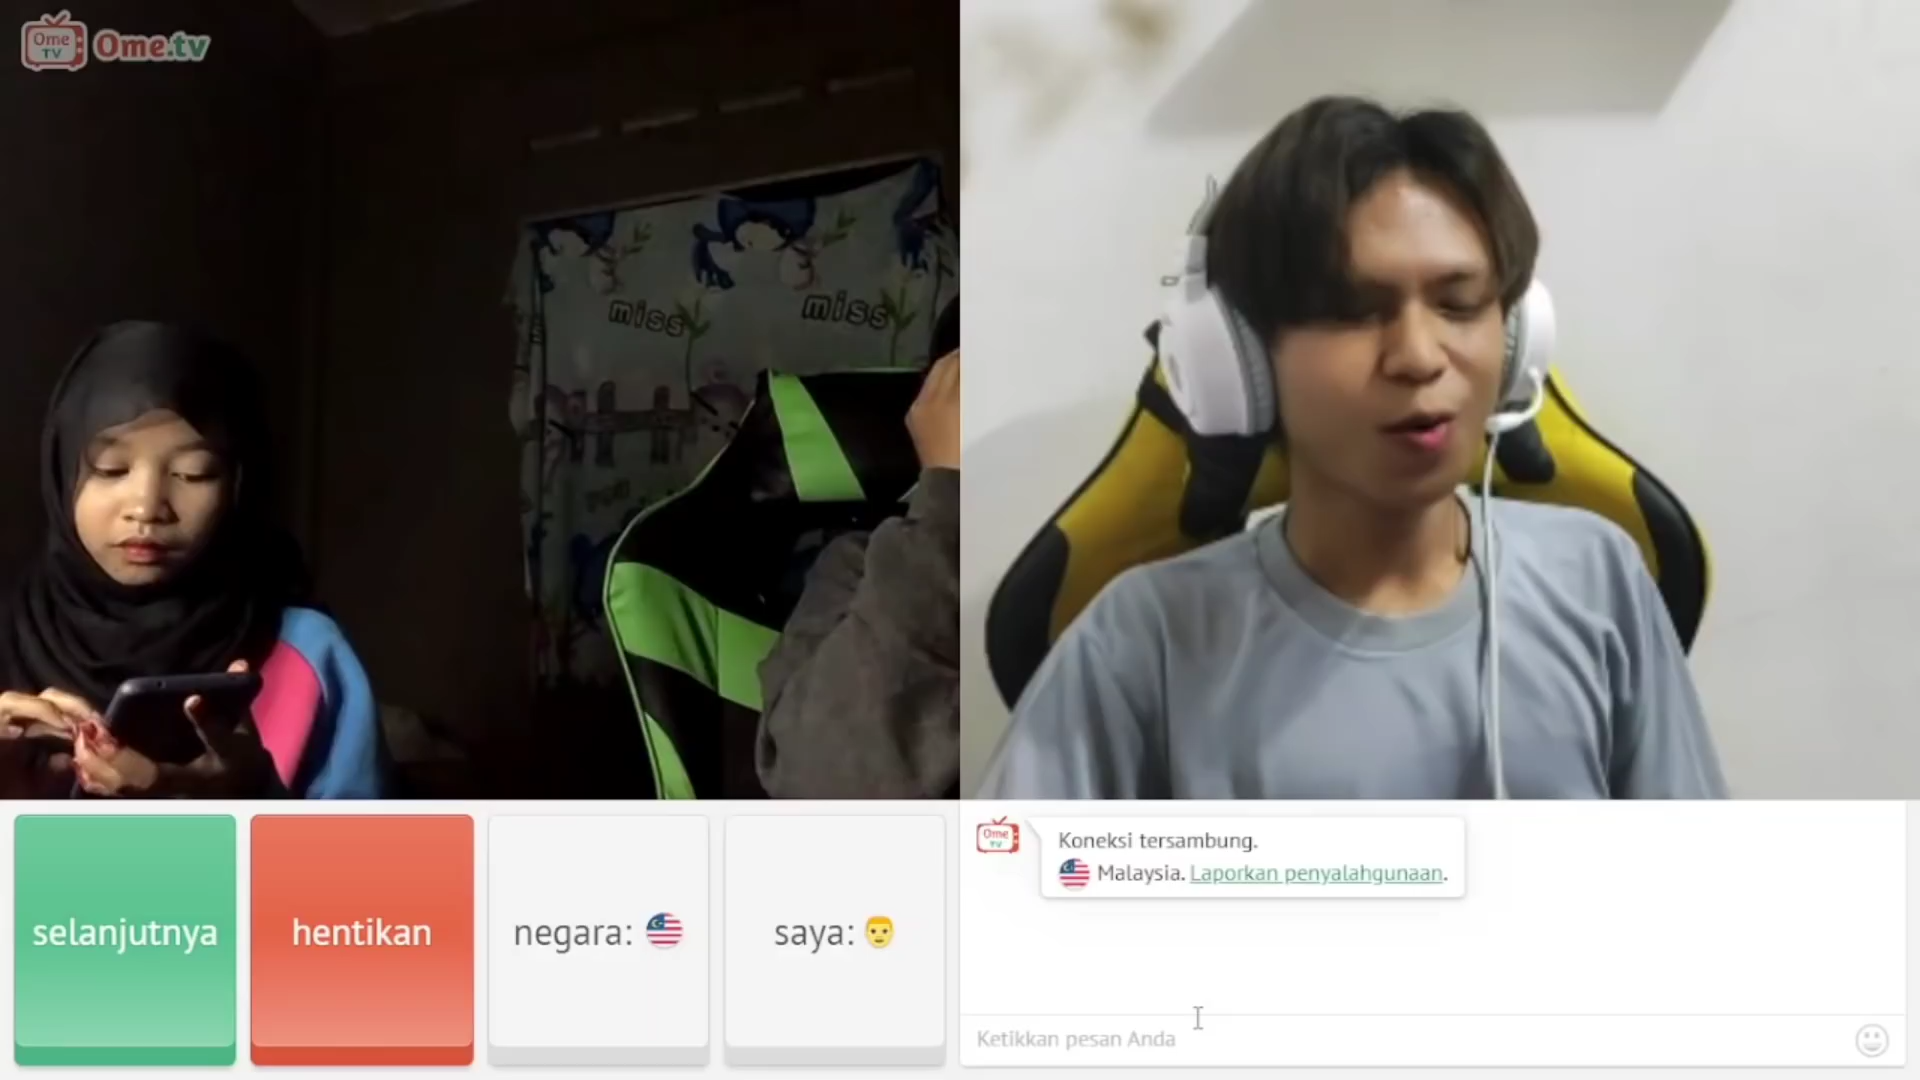 Ome TV Ome.tv
miss miss
selanjutnya
hentikan
negara:
saya:
Ome TV
Koneksi tersambung.
Malaysia. Laporkan penyalahgunaan.
Ketikkan pesan Anda